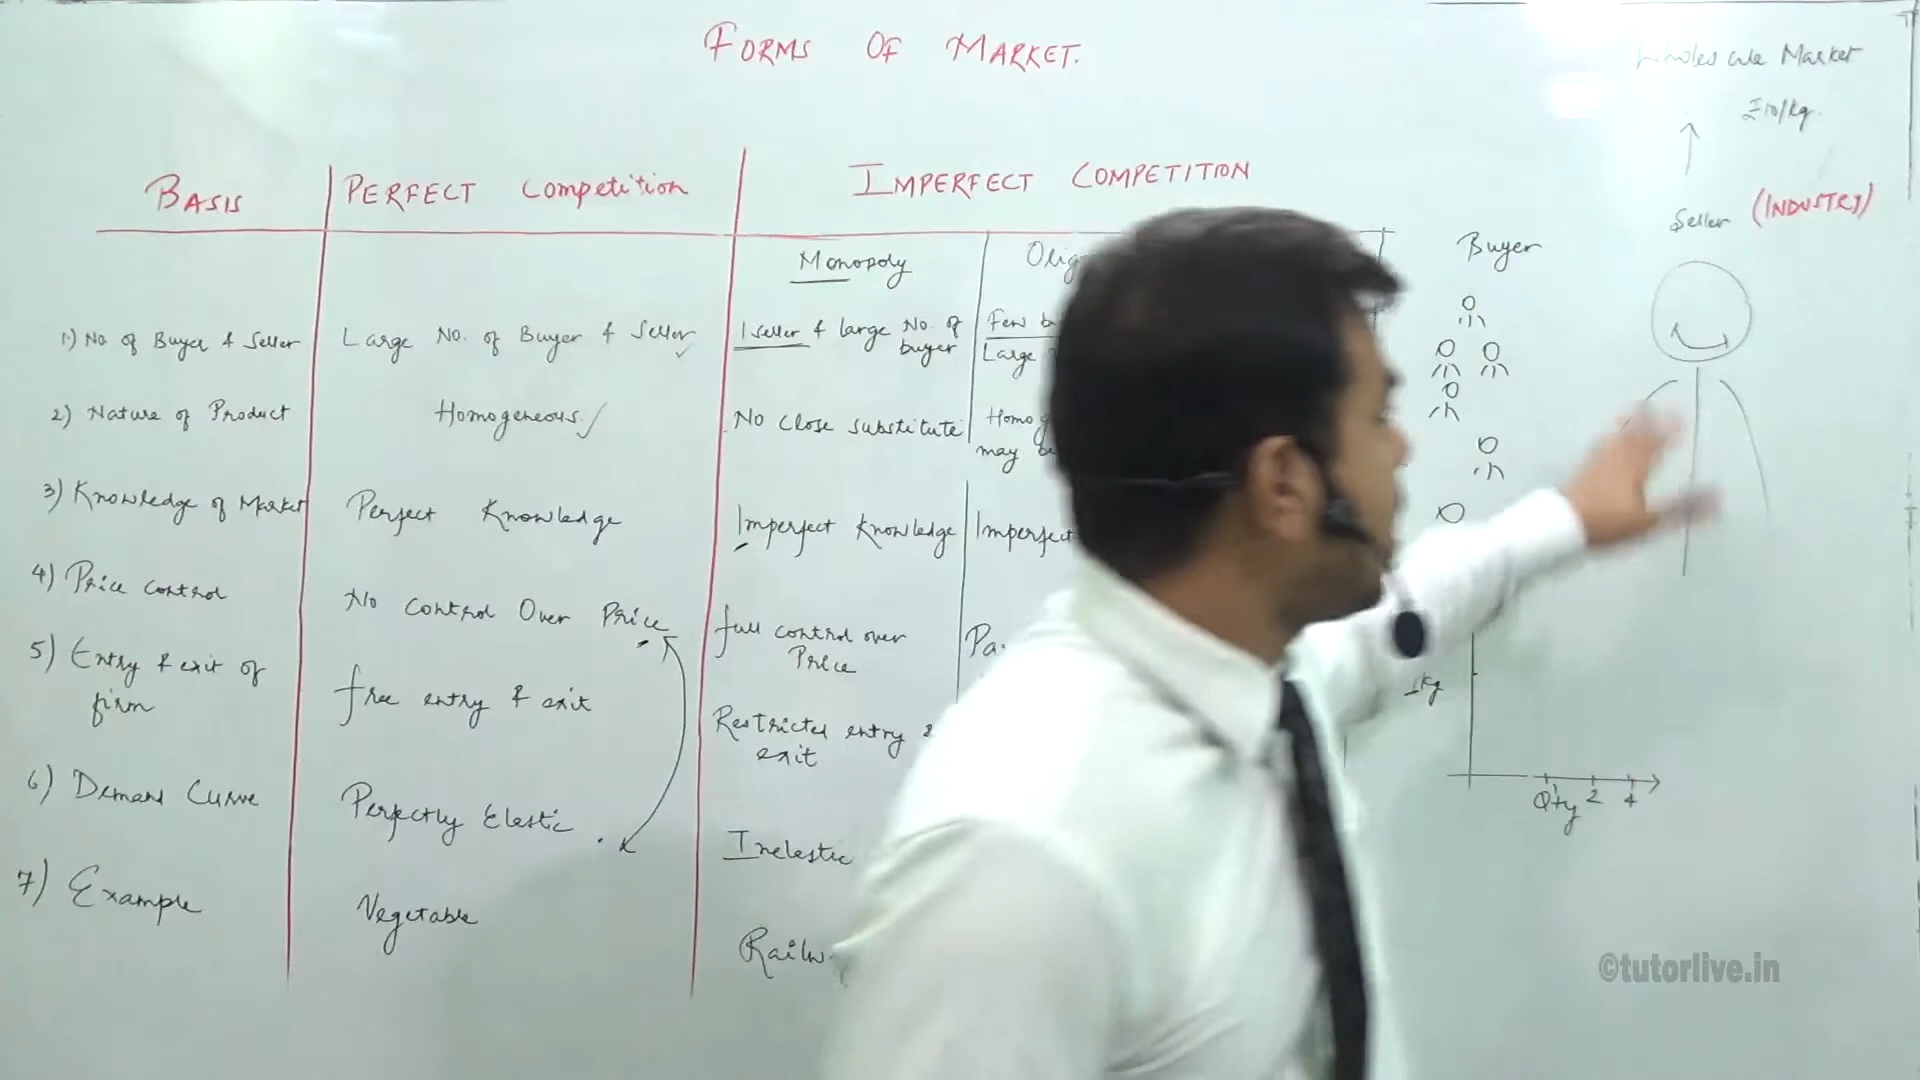 FORMS OF MARKET.
Wholesale Market
₹10/kg.
Seller (INDUSTRY)
BASIS
PERFECT Competition
IMPERFECT COMPETITION
Buyer
Monopoly
Olig
1.) No of Buyer & Seller
Large No. of Buyer & Seller
1 seller & large No. of
buyer
Few b
Large
2) Nature of Product
Homogeneous.
No close substitute
Homog
may be
3) Knowledge of Market
Perfect Knowledge
Imperfect Knowledge
Imperfect
4) Price control
No control Over Price
full control over
Price
Pa
5) Entry & exit of
firm
free entry & exit
Restricted entry &
exit
6) Demand Curve
Perfectly Elastic
Inelastic
7) Example
Vegetable
Railw
1kg
Qty 2 4
©tutorlive.in